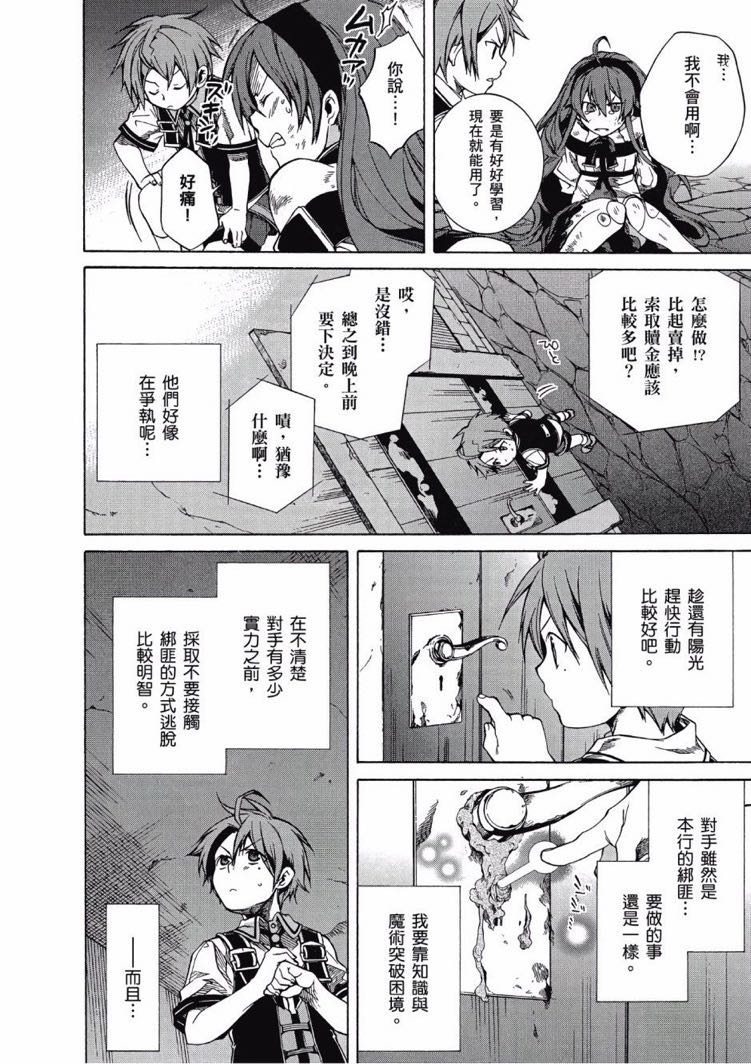 我…
我不會用啊…
要是有好好學習，
現在就能用了。
ムカアッ
你說…！
ズキン
好痛！
怎麼做!?
比起賣掉，
索取贖金應該
比較多吧？
ぴと
哎，
是沒錯…
總之到晚上前
要下決定。
嘖，猶豫
什麼啊…
他們好像
在爭執呢…
趁還有陽光
趕快行動
比較好吧。
在不清楚
對手有多少
實力之前，
採取不要接觸
綁匪的方式逃脫
比較明智。
對手雖然是
本行的綁匪…
要做的事
還是一樣。
我要靠知識與
魔術突破困境。
——而且…